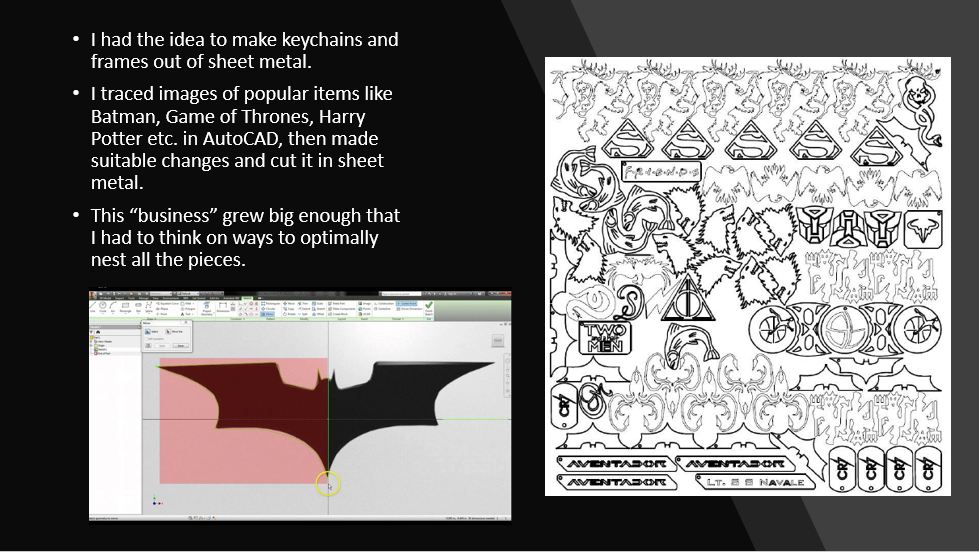 • I had the idea to make keychains and
frames out of sheet metal.
• I traced images of popular items like
Batman, Game of Thrones, Harry
Potter etc. in AutoCAD, then made
suitable changes and cut it in sheet
metal.
• This “business” grew big enough that
I had to think on ways to optimally
nest all the pieces.
F·R·I·E·N·D·S
TWO
MEN
CR7
AVENTADOR AVENTADOR
AVENTADOR LT. S S NAVALE
CR7 CR7 CR7 CR7